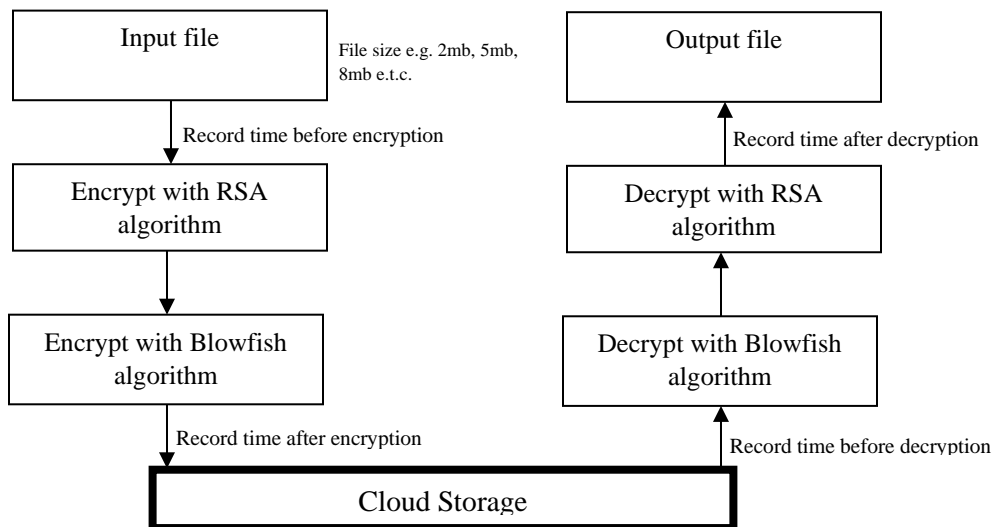 Input file
File size e.g. 2mb, 5mb,
8mb e.t.c.
Record time before encryption
Encrypt with RSA
algorithm
Encrypt with Blowfish
algorithm
Record time after encryption
Cloud Storage
Record time before decryption
Decrypt with Blowfish
algorithm
Decrypt with RSA
algorithm
Record time after decryption
Output file